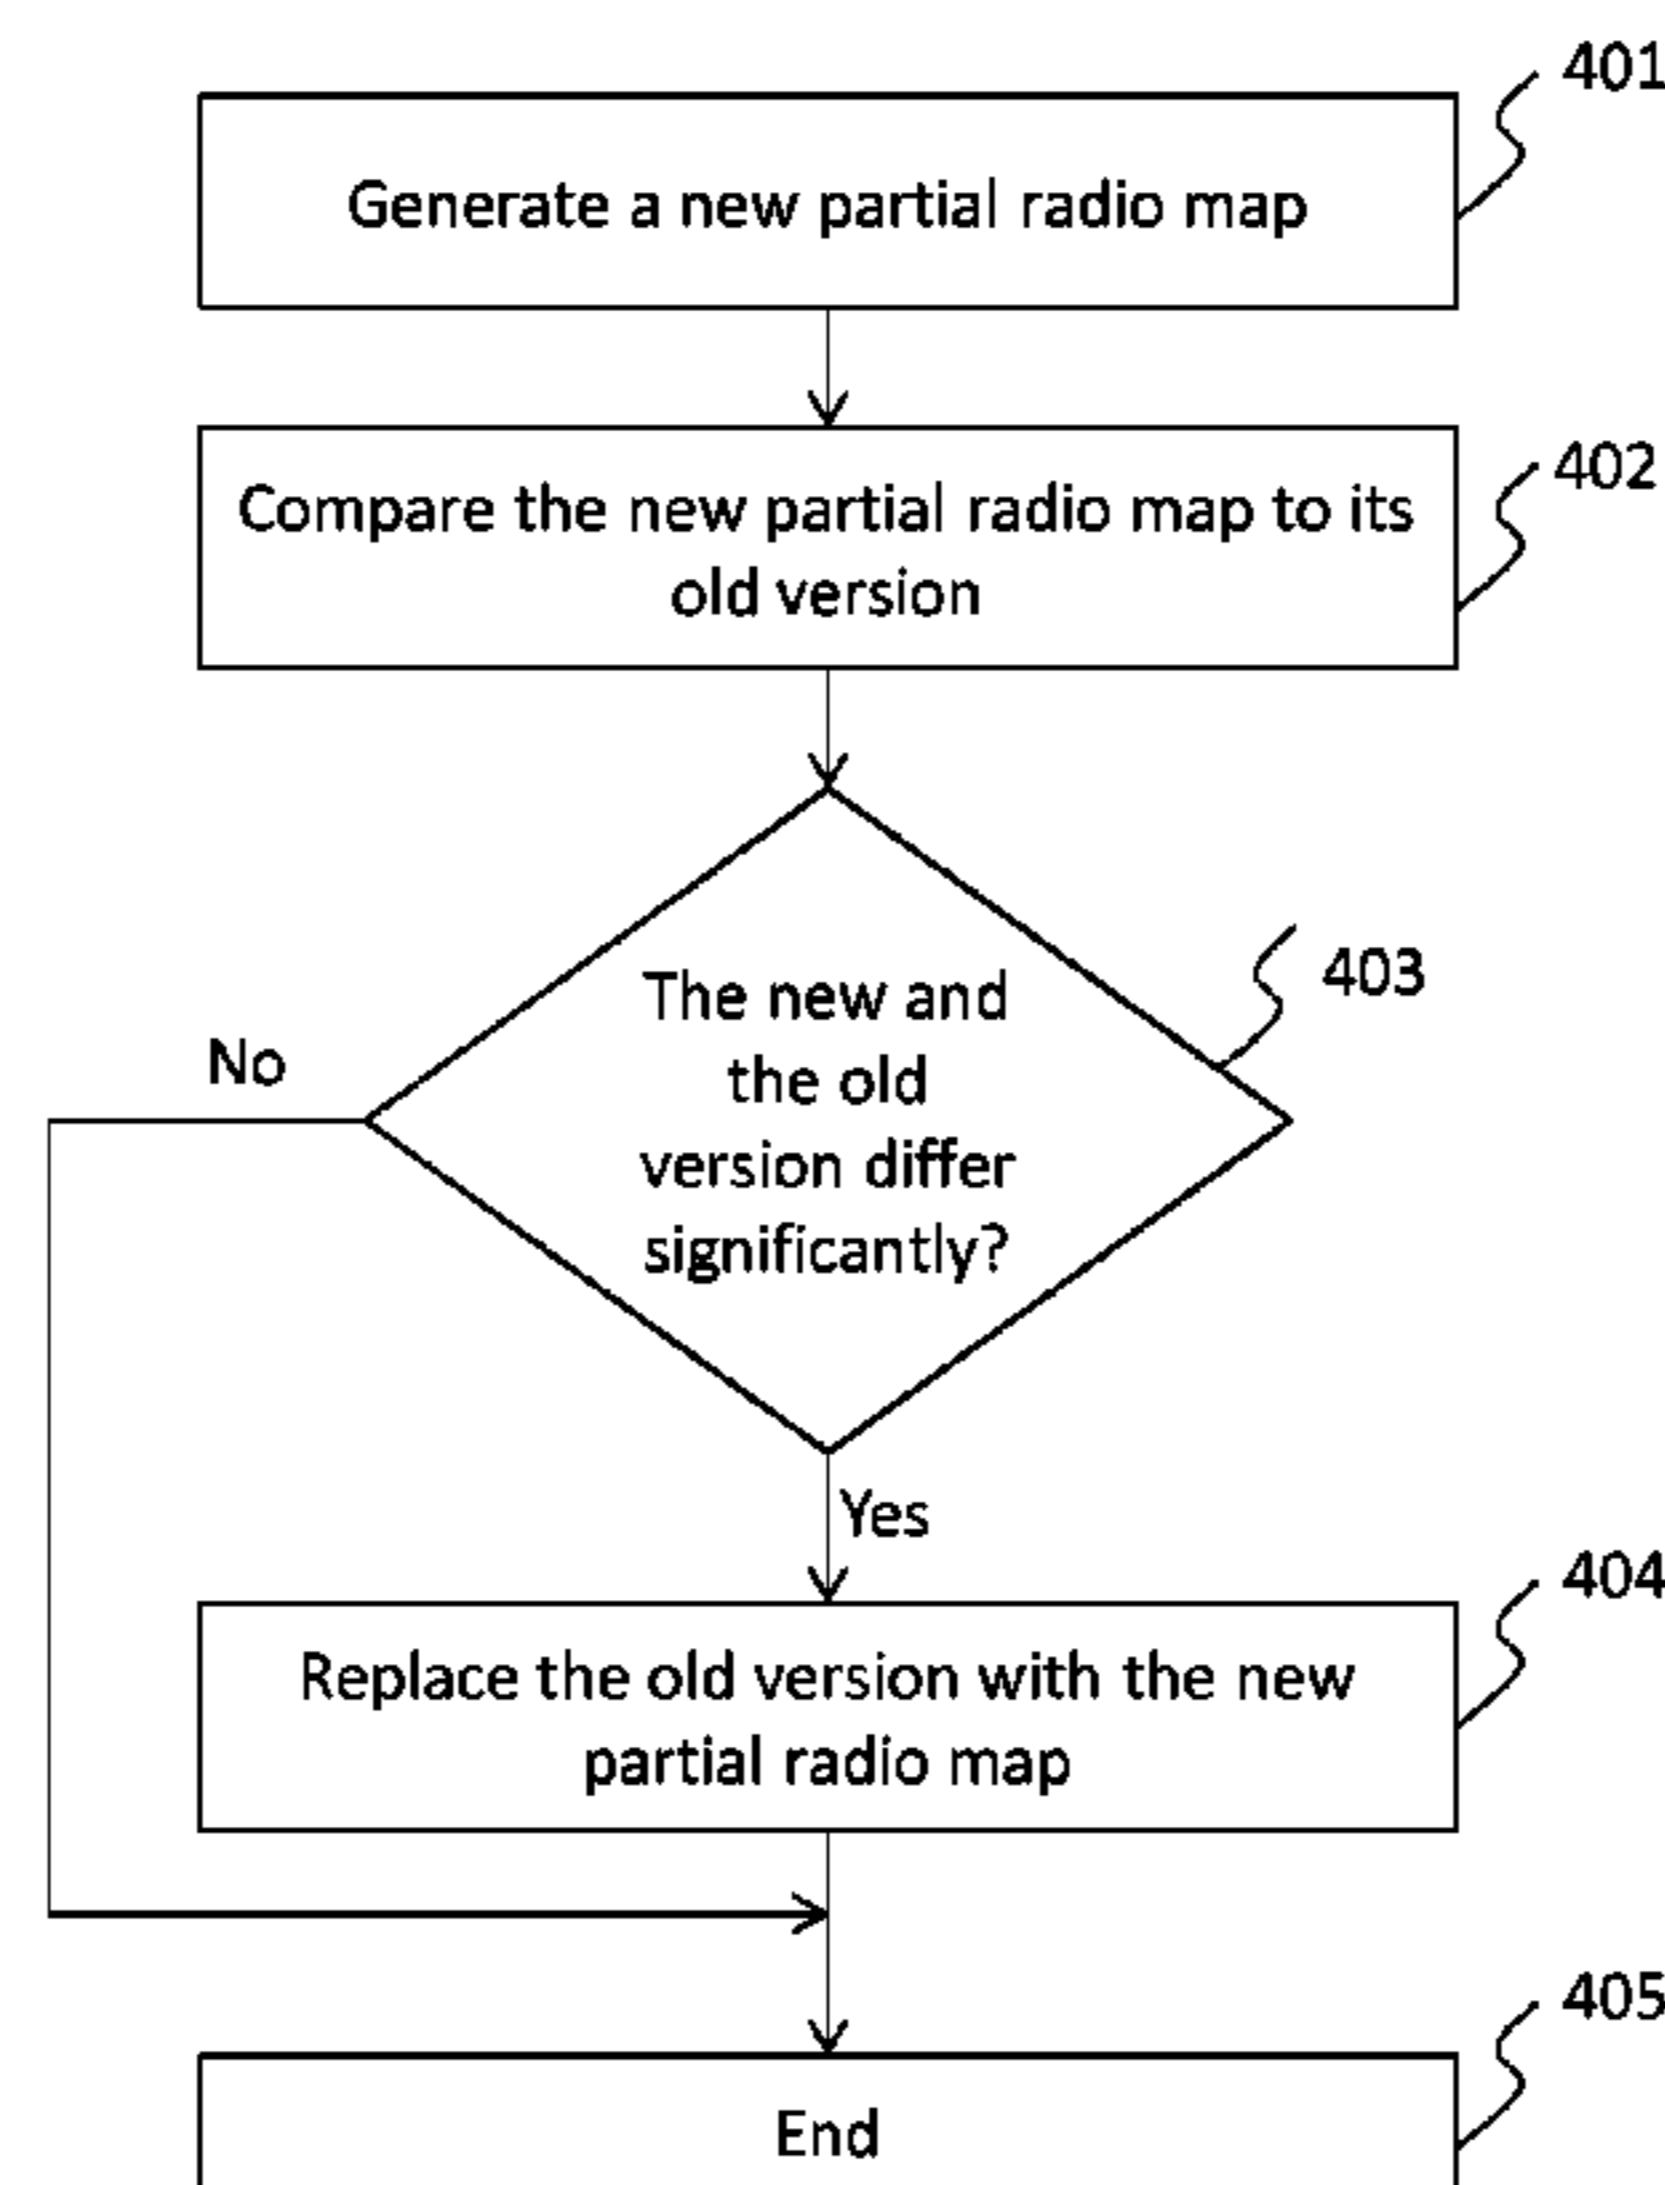 401
Generate a new partial radio map
402
Compare the new partial radio map to its
old version
403
The new and
the old
version differ
significantly?
No
Yes
404
Replace the old version with the new
partial radio map
405
End